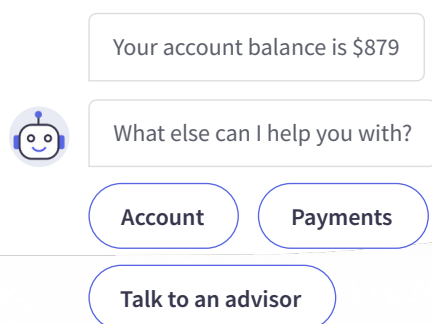 Your account balance is $879
What else can I help you with?
Account Payments
Talk to an advisor